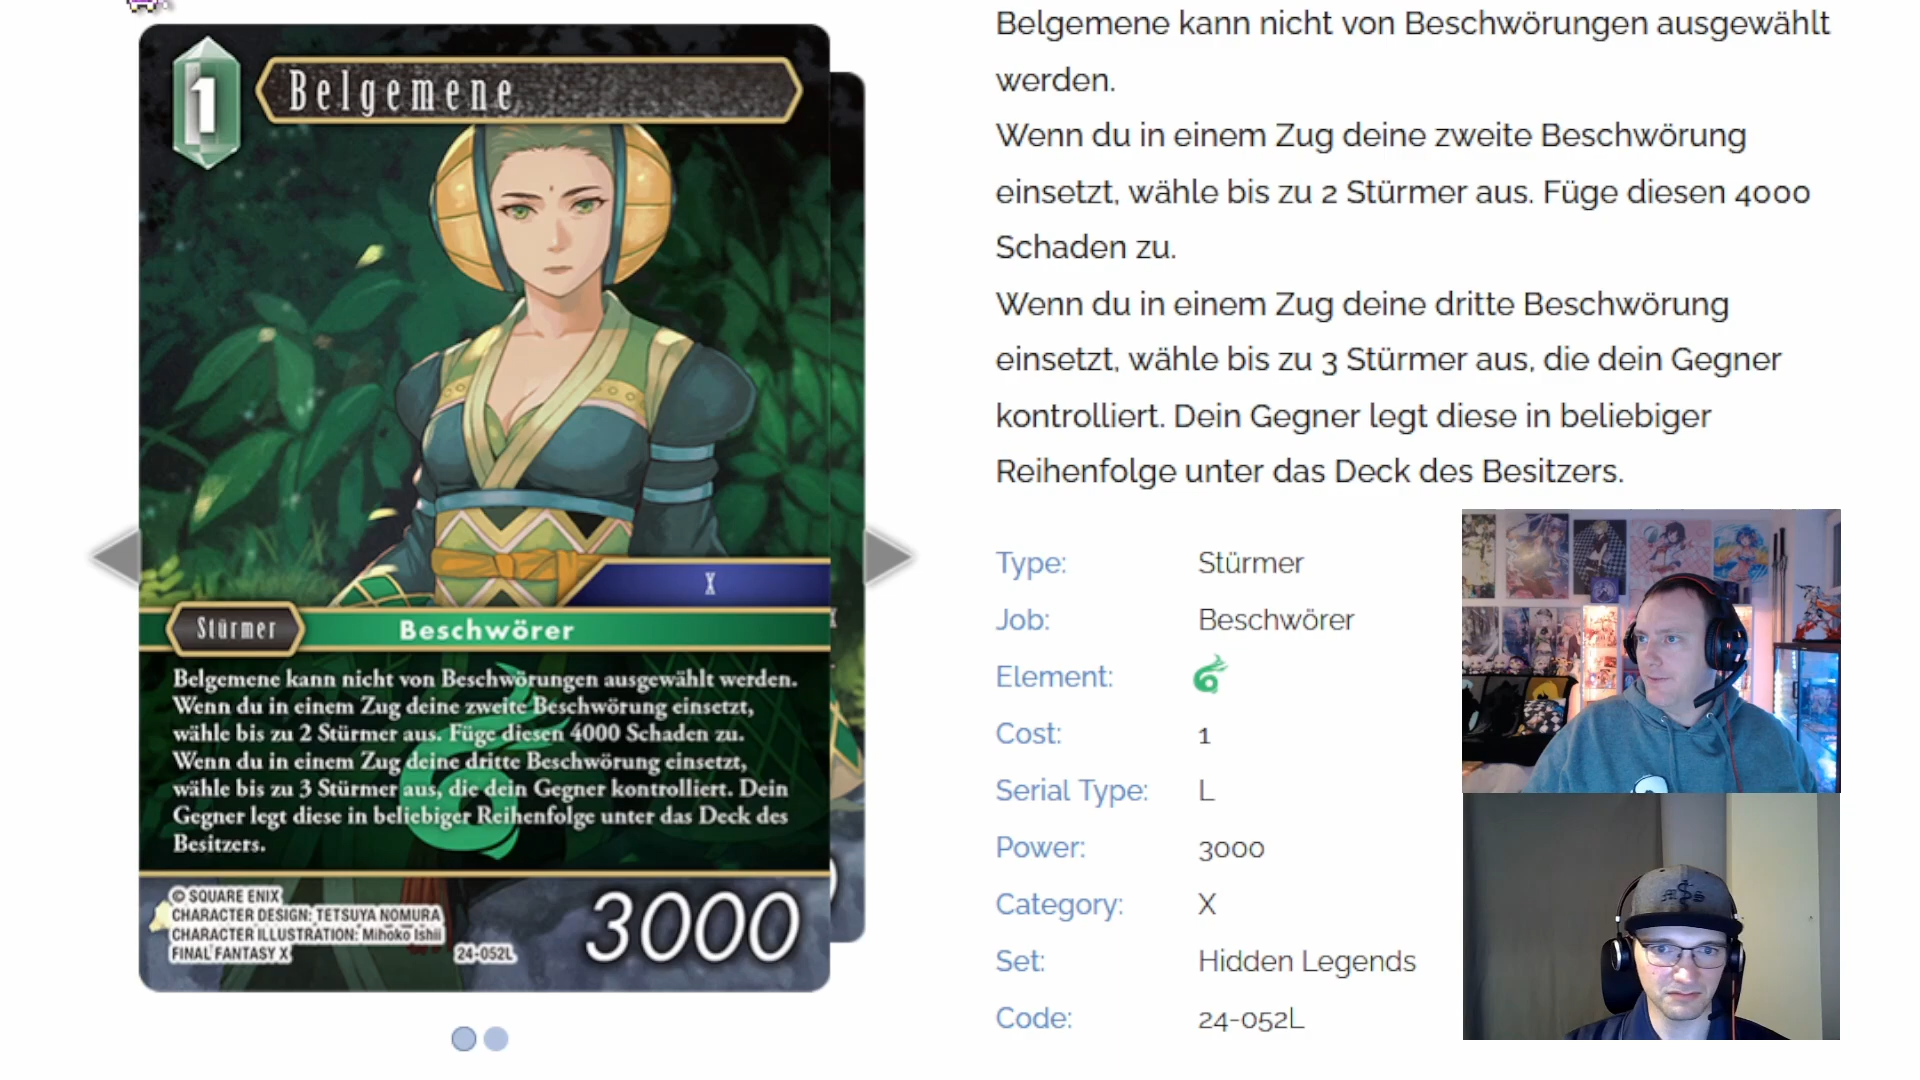 1
Belgemene
X
Stürmer
Beschwörer
Belgemene kann nicht von Beschwörungen ausgewählt werden.
Wenn du in einem Zug deine zweite Beschwörung einsetzt,
wähle bis zu 2 Stürmer aus. Füge diesen 4000 Schaden zu.
Wenn du in einem Zug deine dritte Beschwörung einsetzt,
wähle bis zu 3 Stürmer aus, die dein Gegner kontrolliert. Dein
Gegner legt diese in beliebiger Reihenfolge unter das Deck des
Besitzers.
© SQUARE ENIX
CHARACTER DESIGN: TETSUYA NOMURA
CHARACTER ILLUSTRATION: Mihoko Ishii
FINAL FANTASY X
24-052L
3000
Belgemene kann nicht von Beschwörungen ausgewählt
werden.
Wenn du in einem Zug deine zweite Beschwörung
einsetzt, wähle bis zu 2 Stürmer aus. Füge diesen 4000
Schaden zu.
Wenn du in einem Zug deine dritte Beschwörung
einsetzt, wähle bis zu 3 Stürmer aus, die dein Gegner
kontrolliert. Dein Gegner legt diese in beliebiger
Reihenfolge unter das Deck des Besitzers.
Type: Stürmer
Job: Beschwörer
Element:
Cost: 1
Serial Type: L
Power: 3000
Category: X
Set: Hidden Legends
Code: 24-052L